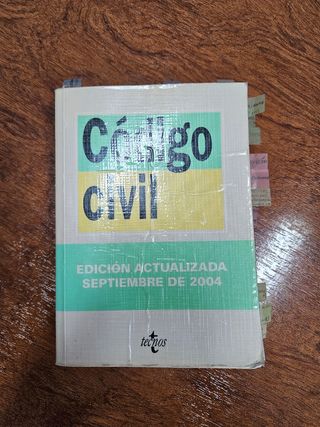 Código
civil
EDICIÓN ACTUALIZADA
SEPTIEMBRE DE 2004
tecnos